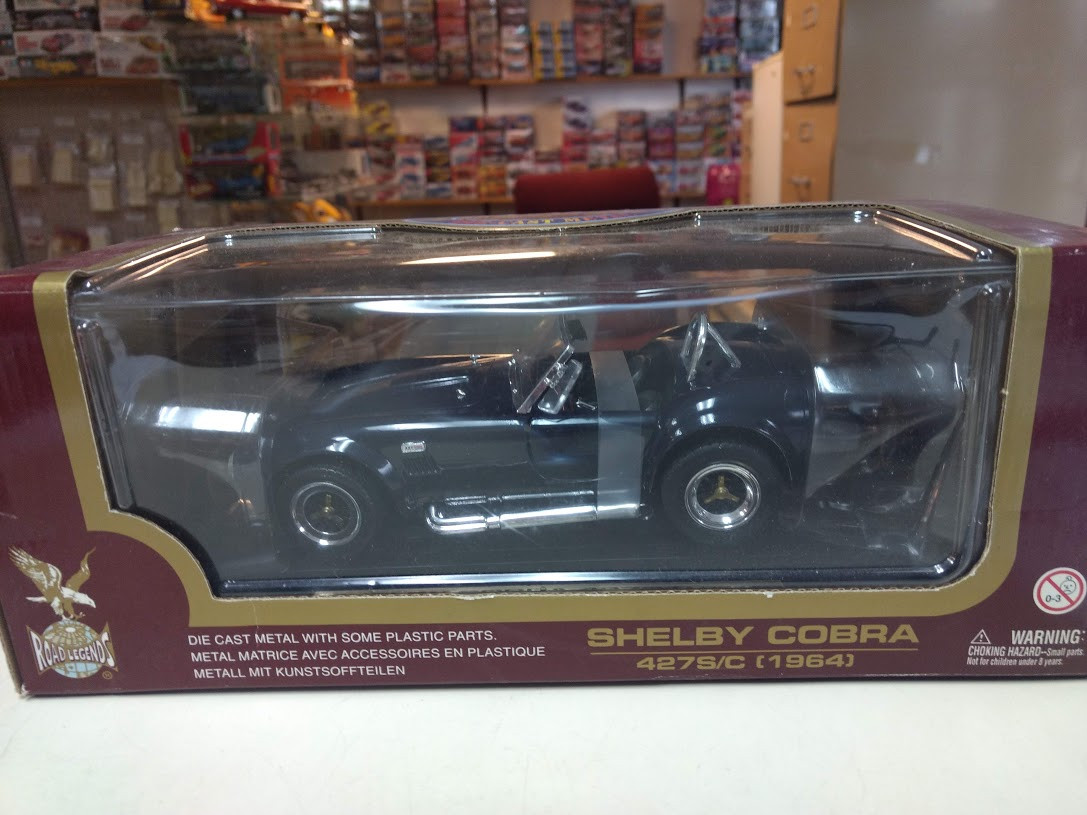 ROAD LEGENDS
DIE CAST METAL WITH SOME PLASTIC PARTS.
METAL MATRICE AVEC ACCESSOIRES EN PLASTIQUE
METALL MIT KUNSTSOFFTEILEN
SHELBY COBRA
427S/C (1964)
0-3
WARNING:
CHOKING HAZARD—Small parts.
Not for children under 8 years.